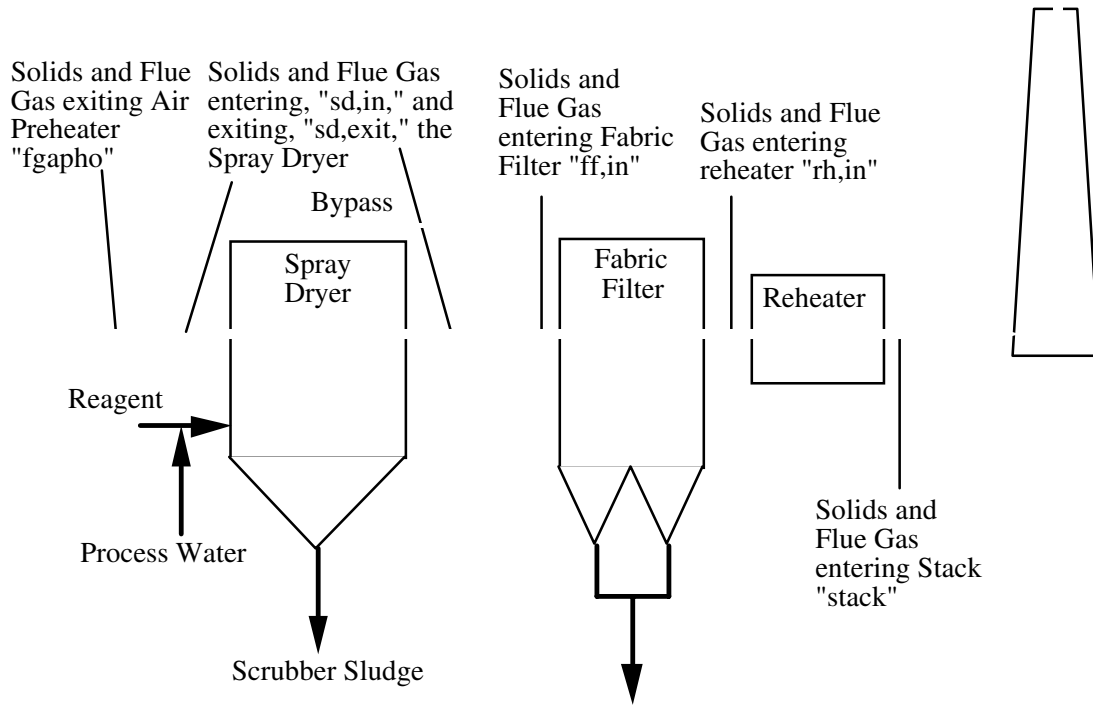 Solids and Flue
Gas exiting Air
Preheater
"fgapho"
Solids and Flue Gas
entering, "sd,in," and
exiting, "sd,exit," the
Spray Dryer
Solids and
Flue Gas
entering Fabric
Filter "ff,in"
Solids and Flue
Gas entering
reheater "rh,in"
Bypass
Spray
Dryer
Fabric
Filter
Reheater
Reagent
Process Water
Scrubber Sludge
Solids and
Flue Gas
entering Stack
"stack"